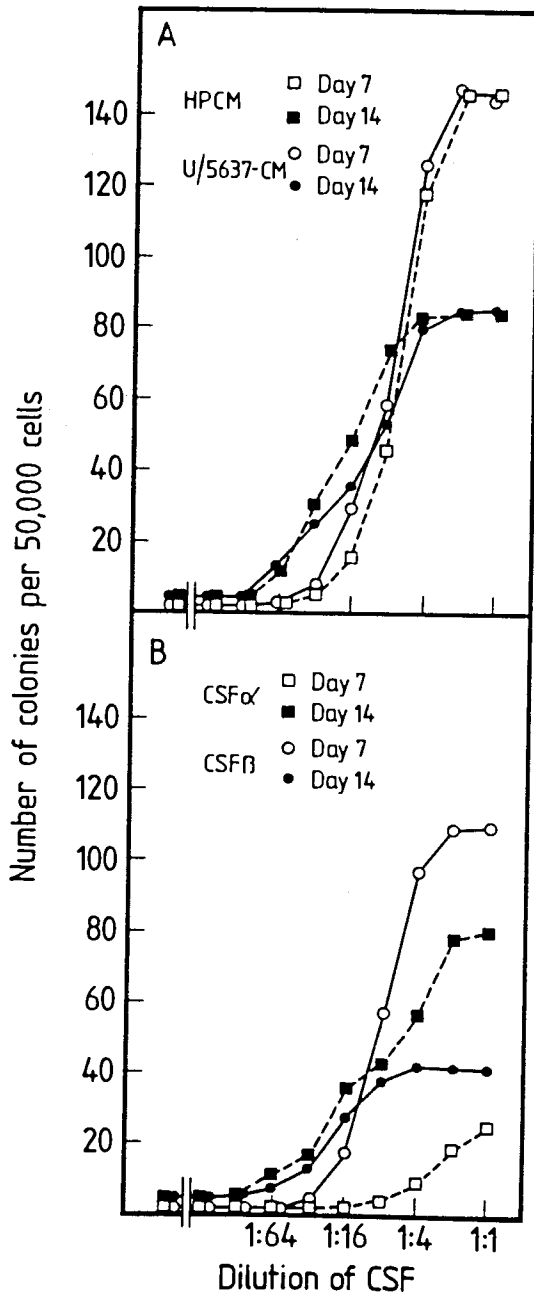 A
HPCM
□ Day 7
■ Day 14
U/5637-CM
○ Day 7
● Day 14
140
120
100
80
60
40
20
B
CSFα
□ Day 7
■ Day 14
CSFß
○ Day 7
● Day 14
140
120
100
80
60
40
20
1:64 1:16 1:4 1:1
Dilution of CSF
Number of colonies per 50,000 cells